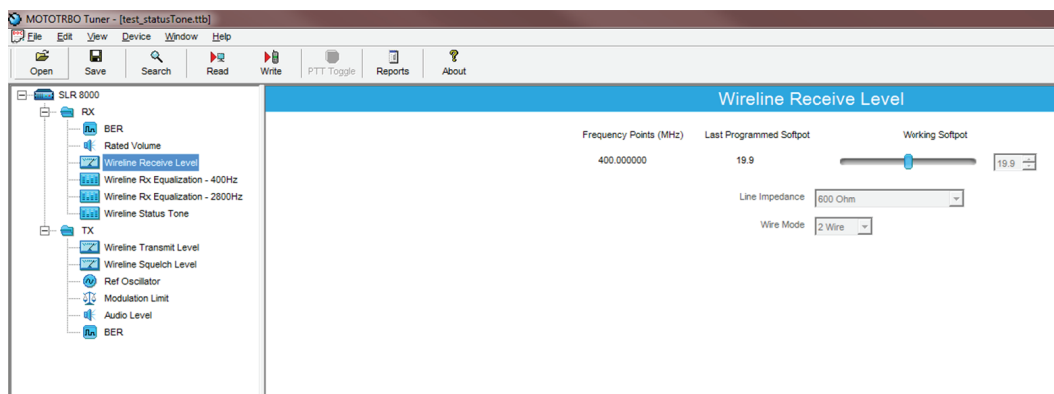 MOTOTRBO Tuner - [test_statusTone.ttb]
File Edit View Device Window Help
Open Save Search Read Write PTT Toggle Reports About
SLR 8000
RX
BER
Rated Volume
Wireline Receive Level
Wireline Rx Equalization - 400Hz
Wireline Rx Equalization - 2800Hz
Wireline Status Tone
TX
Wireline Transmit Level
Wireline Squelch Level
Ref Oscillator
Modulation Limit
Audio Level
BER
Wireline Receive Level
Frequency Points (MHz) Last Programmed Softpot Working Softpot
400.000000 19.9 19.9
Line Impedance 600 Ohm
Wire Mode 2 Wire